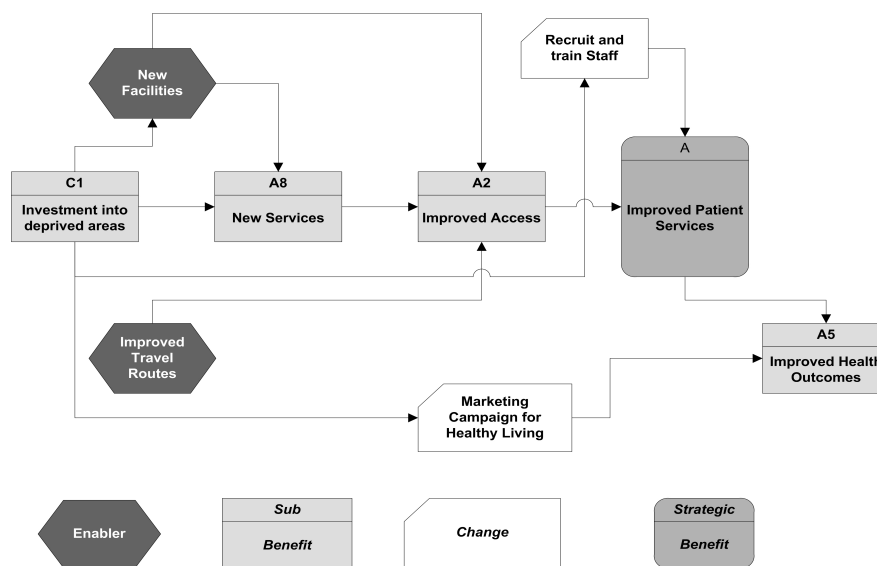 New
Facilities
Recruit and
train Staff
C1
Investment into
deprived areas
A8
New Services
A2
Improved Access
A
Improved Patient
Services
Improved
Travel
Routes
A5
Improved Health
Outcomes
Marketing
Campaign for
Healthy Living
Enabler
Sub
Benefit
Change
Strategic
Benefit